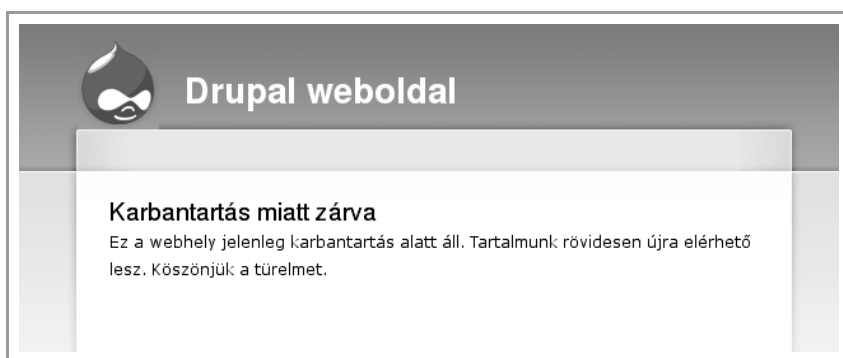 Drupal weboldal
Karbantartás miatt zárva
Ez a webhely jelenleg karbantartás alatt áll. Tartalmunk rövidesen újra elérhető
lesz. Köszönjük a türelmet.